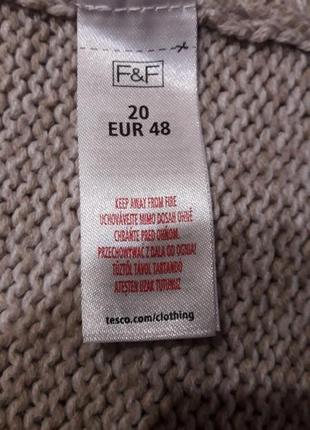 F&F
20
EUR 48
KEEP AWAY FROM FIRE
UCHOVÁVEJTE MIMO DOSAH OHNĚ
CHRÁŇTE PRED OHŇOM.
PRZECHOWYWAĆ Z DALA OD OGNIA!
TŰZTŐL TÁVOL TARTANDÓ
ATEŞTEN UZAK TUTUNUZ
tesco.com/clothing